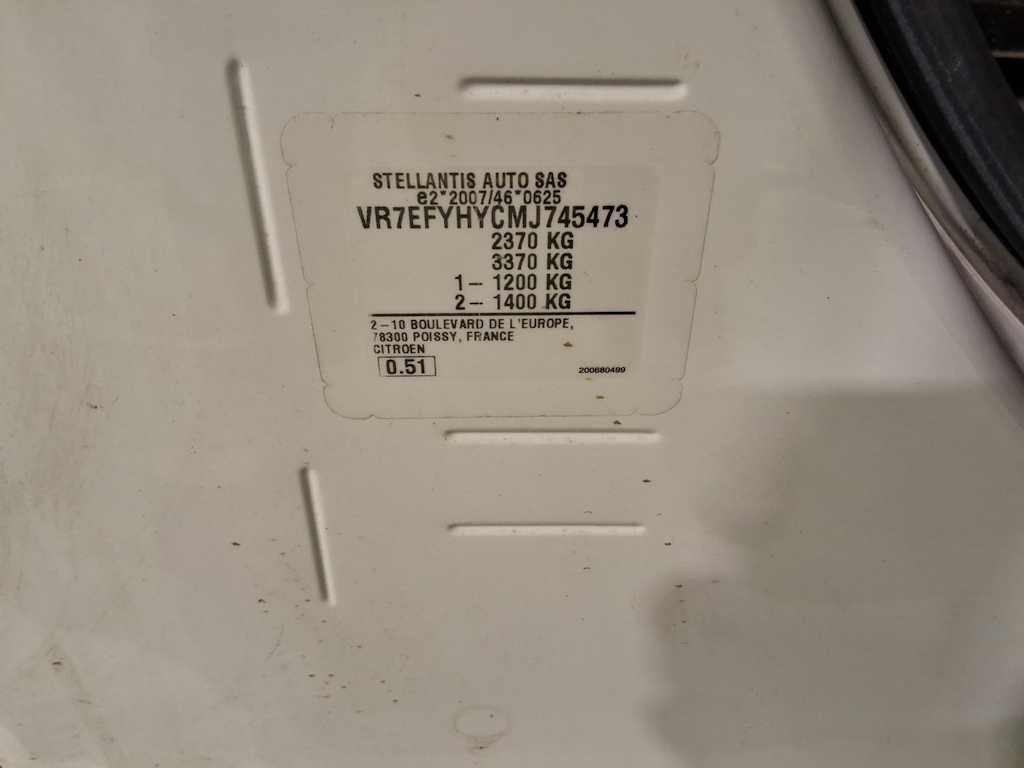 STELLANTIS AUTO SAS
e2*2007/46*0625
VR7EFYHYCMJ745473
2370 KG
3370 KG
1- 1200 KG
2- 1400 KG
2-10 BOULEVARD DE L'EUROPE,
78300 POISSY, FRANCE
CITROEN
0.51
200680499